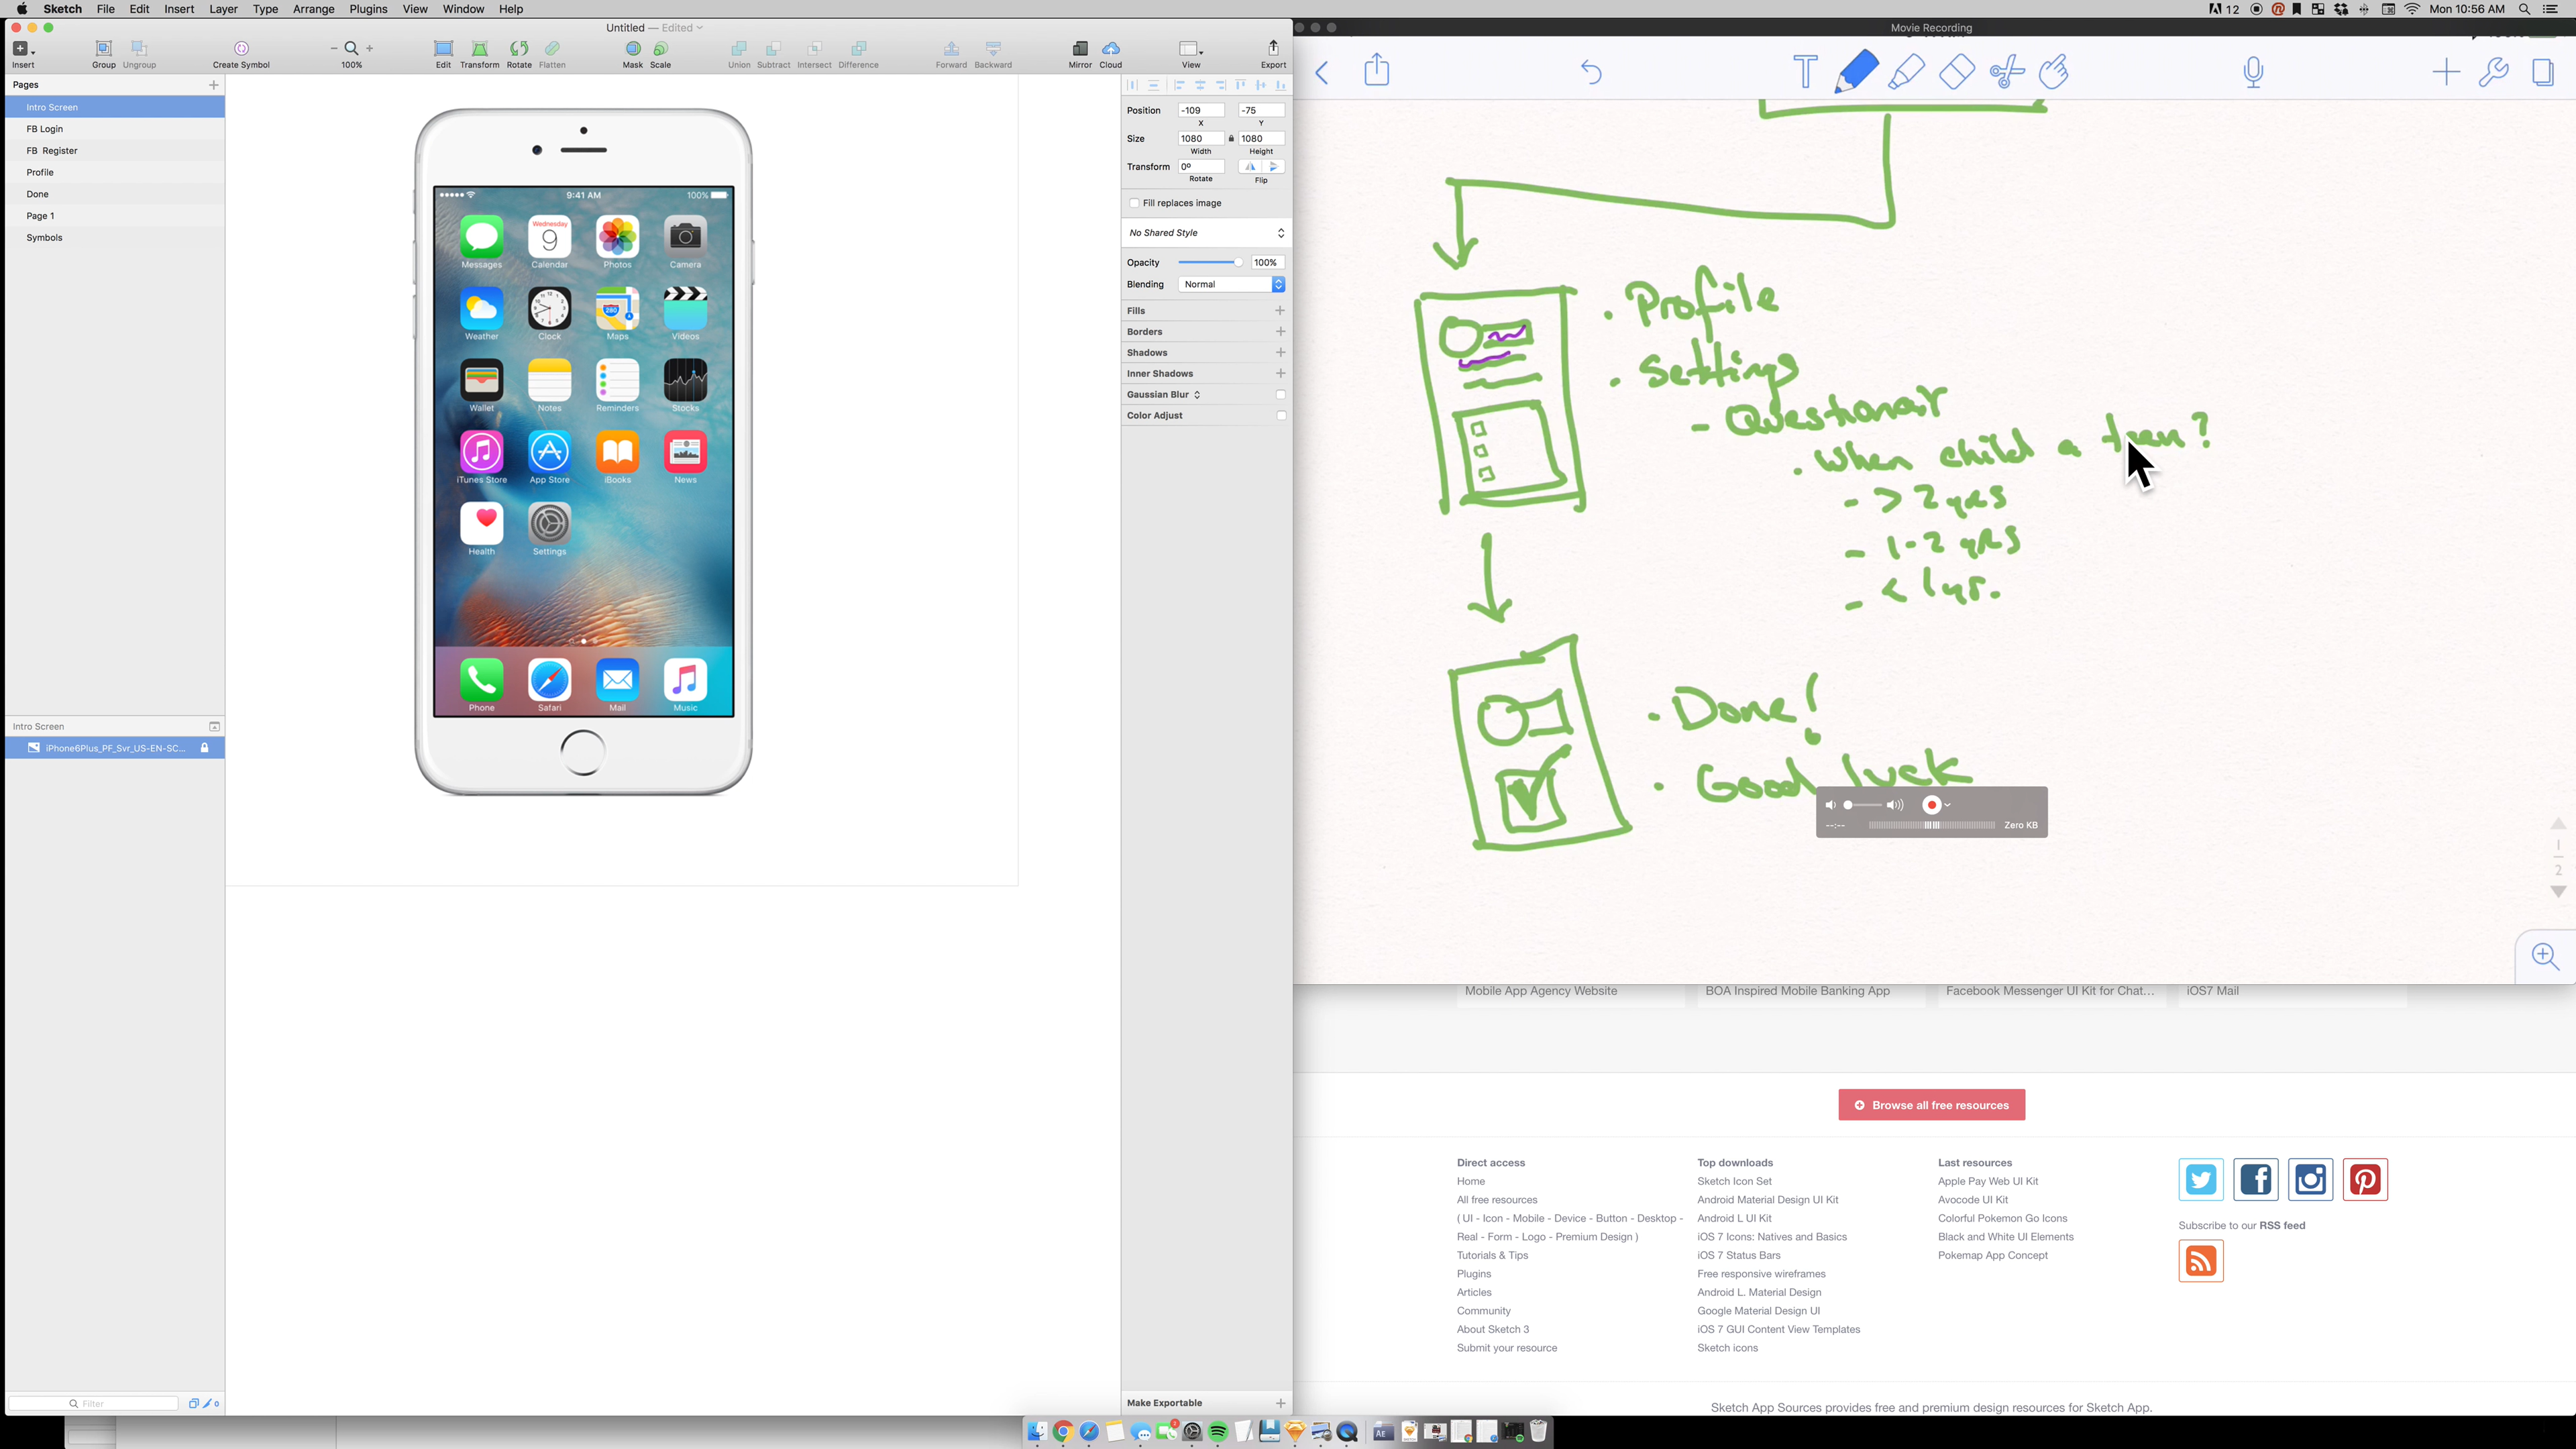 Sketch File Edit Insert Layer Type Arrange Plugins View Window Help
12 Mon 10:56 AM
Untitled — Edited
Insert Group Ungroup Create Symbol 100% Edit Transform Rotate Flatten Mask Scale Union Subtract Intersect Difference Forward Backward Mirror Cloud View Export
Pages
Intro Screen
FB Login
FB Register
Profile
Done
Page 1
Symbols
Intro Screen
iPhone6Plus_PF_Svr_US-EN-SC...
Filter
0
9:41 AM 100%
Wednesday
9
Messages Calendar Photos Camera
280
Weather Clock Maps Videos
Wallet Notes Reminders Stocks
iTunes Store App Store iBooks News
Health Settings
Phone Safari Mail Music
Position -109 -75
X Y
Size 1080 1080
Width Height
Transform 0º
Rotate Flip
Fill replaces image
No Shared Style
Opacity 100%
Blending Normal
Fills
Borders
Shadows
Inner Shadows
Gaussian Blur
Color Adjust
Make Exportable
Movie Recording
T
• Profile
• Settings
- Questionair
• When child a teen?
- > 2 yrs
- 1-2 yrs
- < 1 yr.
• Done!
• Good luck
--:-- Zero KB
1
2
Mobile App Agency Website BOA Inspired Mobile Banking App Facebook Messenger UI Kit for Chat... iOS7 Mail
Browse all free resources
Direct access
Home
All free resources
( UI - Icon - Mobile - Device - Button - Desktop -
Real - Form - Logo - Premium Design )
Tutorials & Tips
Plugins
Articles
Community
About Sketch 3
Submit your resource
Top downloads
Sketch Icon Set
Android Material Design UI Kit
Android L UI Kit
iOS 7 Icons: Natives and Basics
iOS 7 Status Bars
Free responsive wireframes
Android L. Material Design
Google Material Design UI
iOS 7 GUI Content View Templates
Sketch icons
Last resources
Apple Pay Web UI Kit
Avocode UI Kit
Colorful Pokemon Go Icons
Black and White UI Elements
Pokemap App Concept
Subscribe to our RSS feed
Sketch App Sources provides free and premium design resources for Sketch App.
AE